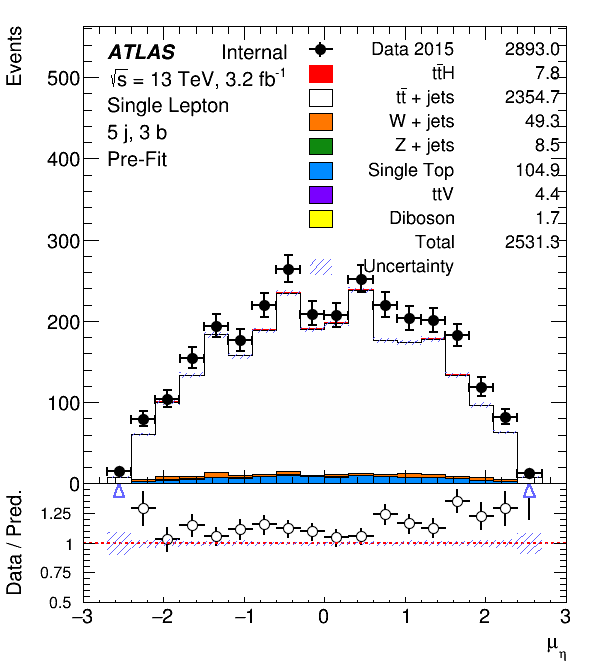 Events
ATLAS Internal
√s = 13 TeV, 3.2 fb⁻¹
Single Lepton
5 j, 3 b
Pre-Fit
Data 2015 2893.0
tt̄H 7.8
tt̄ + jets 2354.7
W + jets 49.3
Z + jets 8.5
Single Top 104.9
ttV 4.4
Diboson 1.7
Total 2531.3
Uncertainty
500
400
300
200
100
0
Data / Pred.
1.25
1
0.75
0.5
−3 −2 −1 0 1 2 3
μη